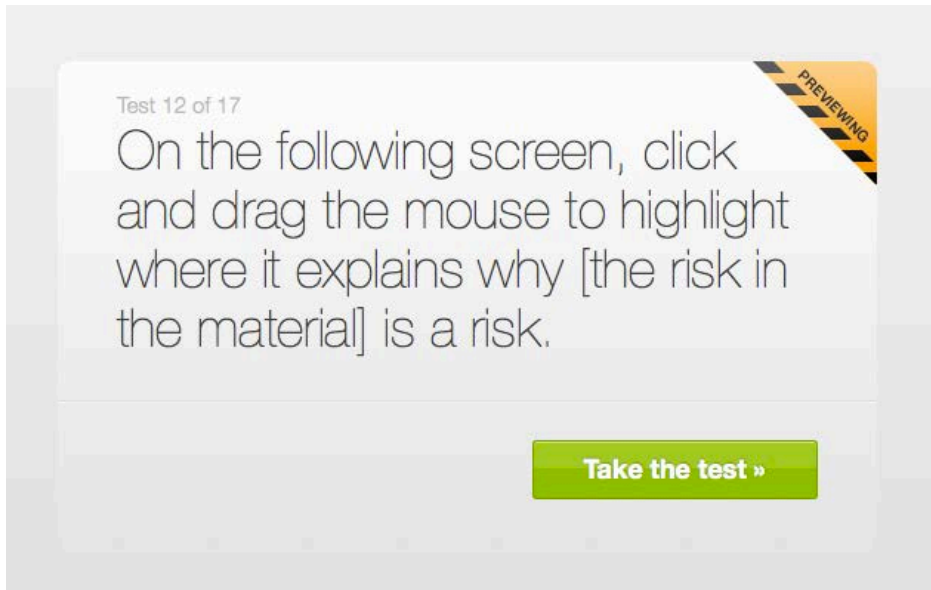 PREVIEWING
Test 12 of 17
On the following screen, click
and drag the mouse to highlight
where it explains why [the risk in
the material] is a risk.
Take the test »